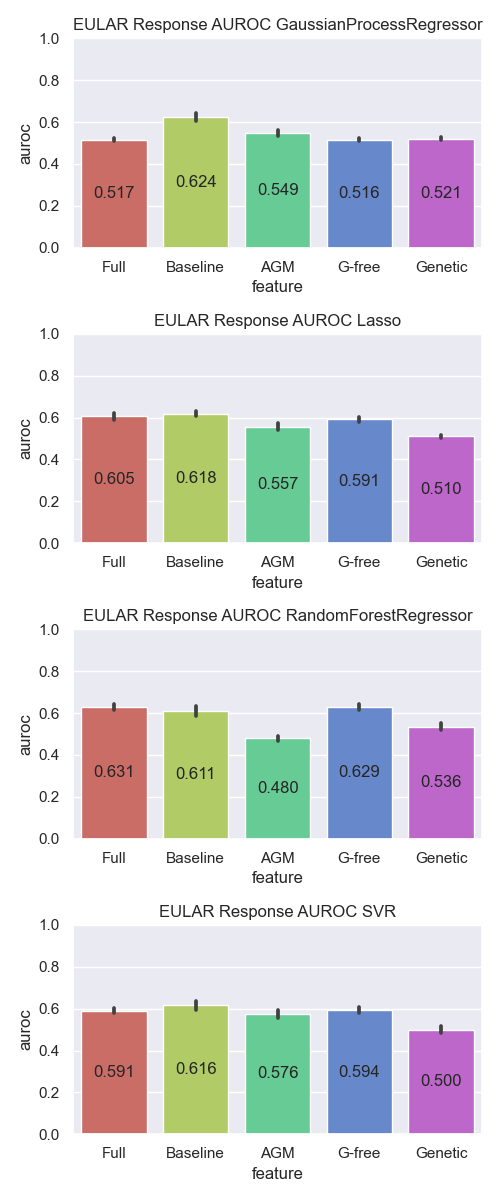 EULAR Response AUROC GaussianProcessRegressor
1.0
0.8
0.6
0.4
0.2
0.0
auroc
0.517
0.624
0.549
0.516
0.521
Full Baseline AGM G-free Genetic
feature
EULAR Response AUROC Lasso
1.0
0.8
0.6
0.4
0.2
0.0
auroc
0.605
0.618
0.557
0.591
0.510
Full Baseline AGM G-free Genetic
feature
EULAR Response AUROC RandomForestRegressor
1.0
0.8
0.6
0.4
0.2
0.0
auroc
0.631
0.611
0.480
0.629
0.536
Full Baseline AGM G-free Genetic
feature
EULAR Response AUROC SVR
1.0
0.8
0.6
0.4
0.2
0.0
auroc
0.591
0.616
0.576
0.594
0.500
Full Baseline AGM G-free Genetic
feature